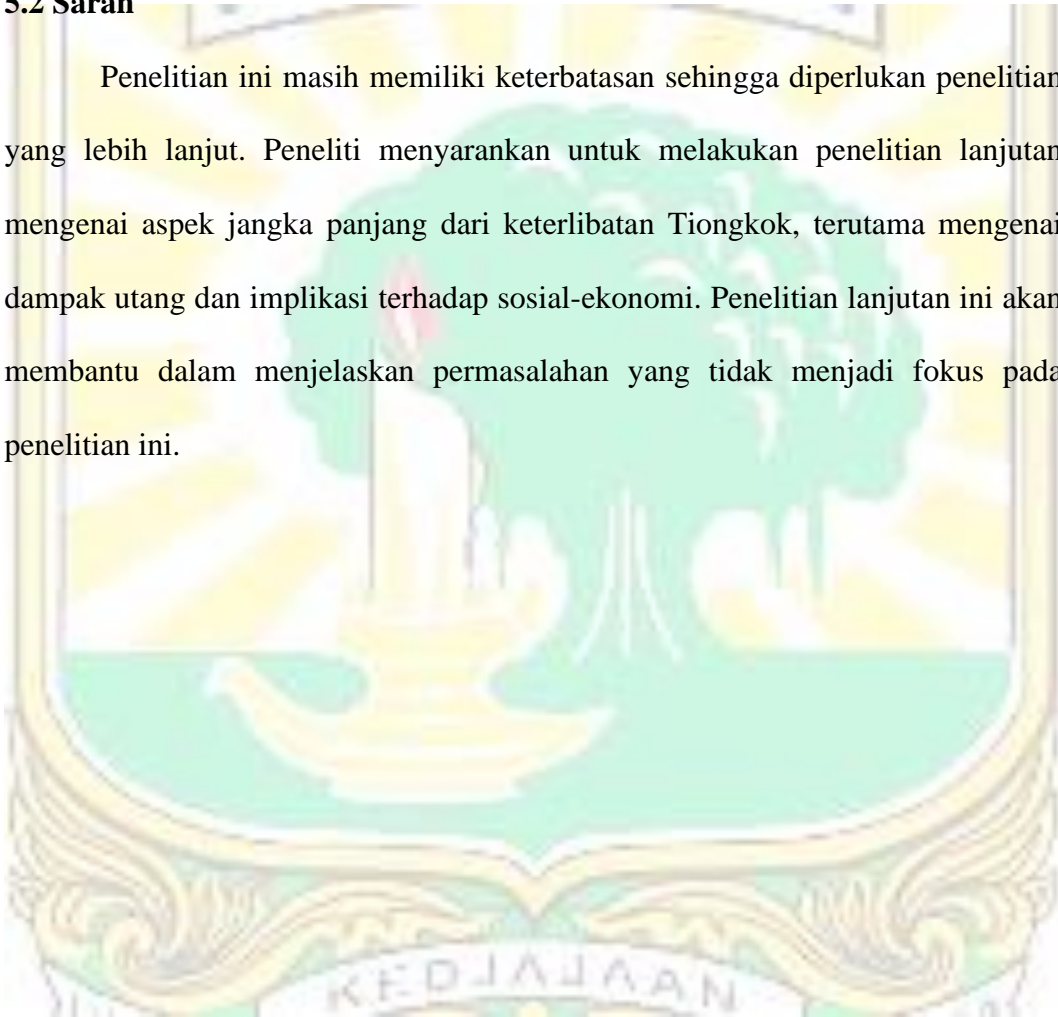 5.2 Saran
Penelitian ini masih memiliki keterbatasan sehingga diperlukan penelitian
yang lebih lanjut. Peneliti menyarankan untuk melakukan penelitian lanjutan
mengenai aspek jangka panjang dari keterlibatan Tiongkok, terutama mengenai
dampak utang dan implikasi terhadap sosial-ekonomi. Penelitian lanjutan ini akan
membantu dalam menjelaskan permasalahan yang tidak menjadi fokus pada
penelitian ini.
KEDJAJAAN